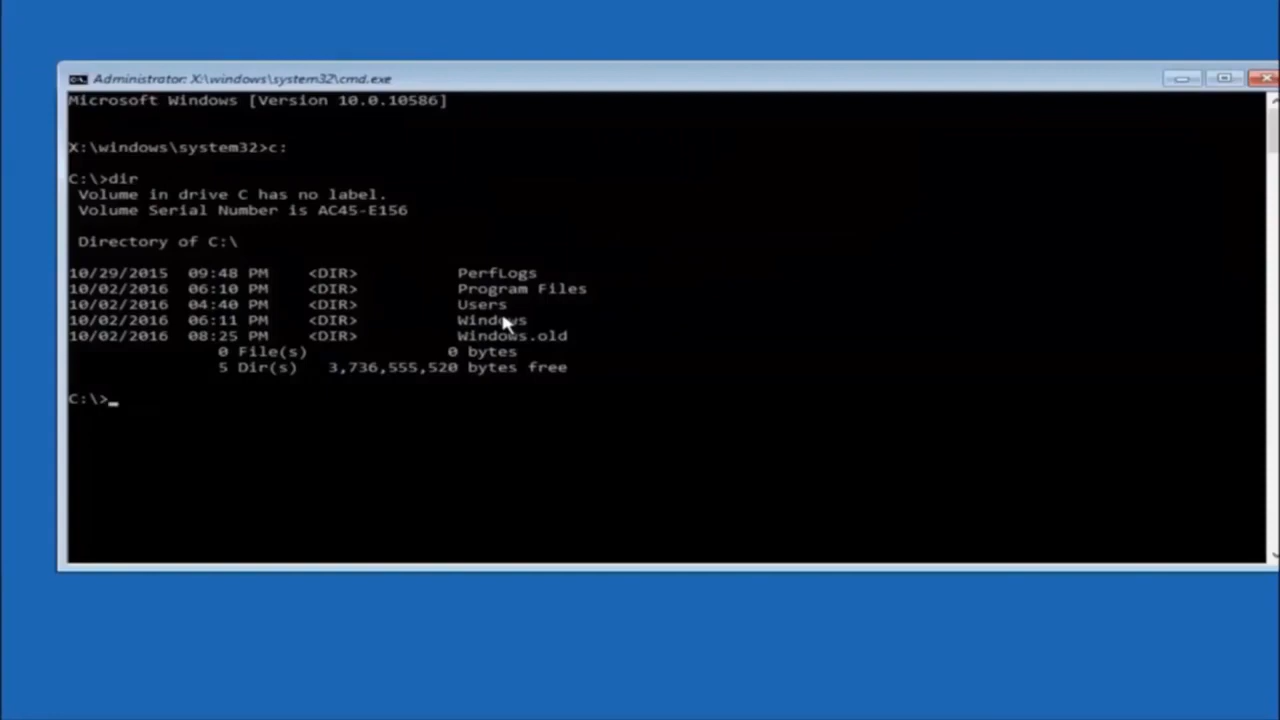 Administrator: X:\windows\system32\cmd.exe
Microsoft Windows [Version 10.0.10586]
X:\windows\system32>c:
C:\>dir
Volume in drive C has no label.
Volume Serial Number is AC45-E156
Directory of C:\
10/29/2015 09:48 PM <DIR> PerfLogs
10/02/2016 06:10 PM <DIR> Program Files
10/02/2016 04:40 PM <DIR> Users
10/02/2016 06:11 PM <DIR> Windows
10/02/2016 08:25 PM <DIR> Windows.old
0 File(s) 0 bytes
5 Dir(s) 3,736,555,520 bytes free
C:\>_